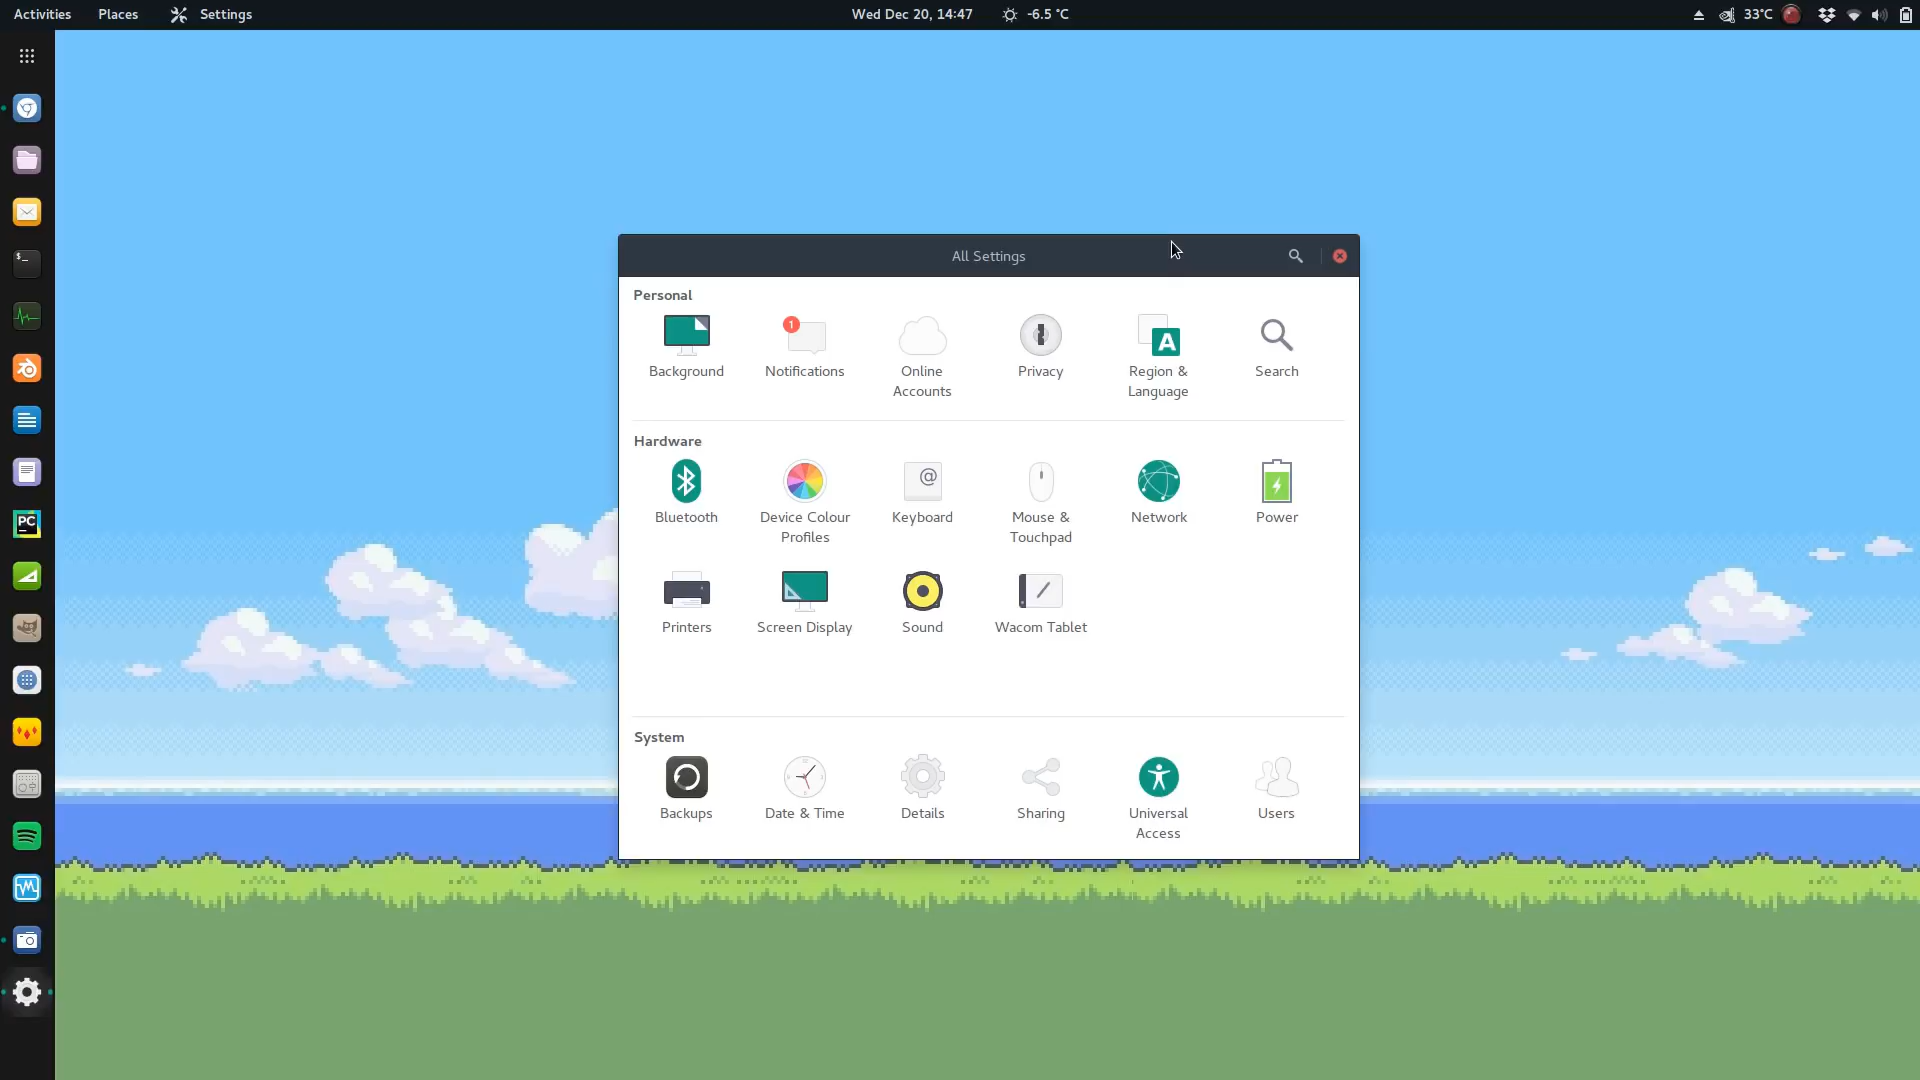 Activities Places Settings Wed Dec 20, 14:47 -6.5 °C 33°C
All Settings
Personal
1
Background Notifications Online Accounts Privacy Region & Language Search
Hardware
Bluetooth Device Colour Profiles Keyboard Mouse & Touchpad Network Power
Printers Screen Display Sound Wacom Tablet
System
Backups Date & Time Details Sharing Universal Access Users
$_
PC
A
@